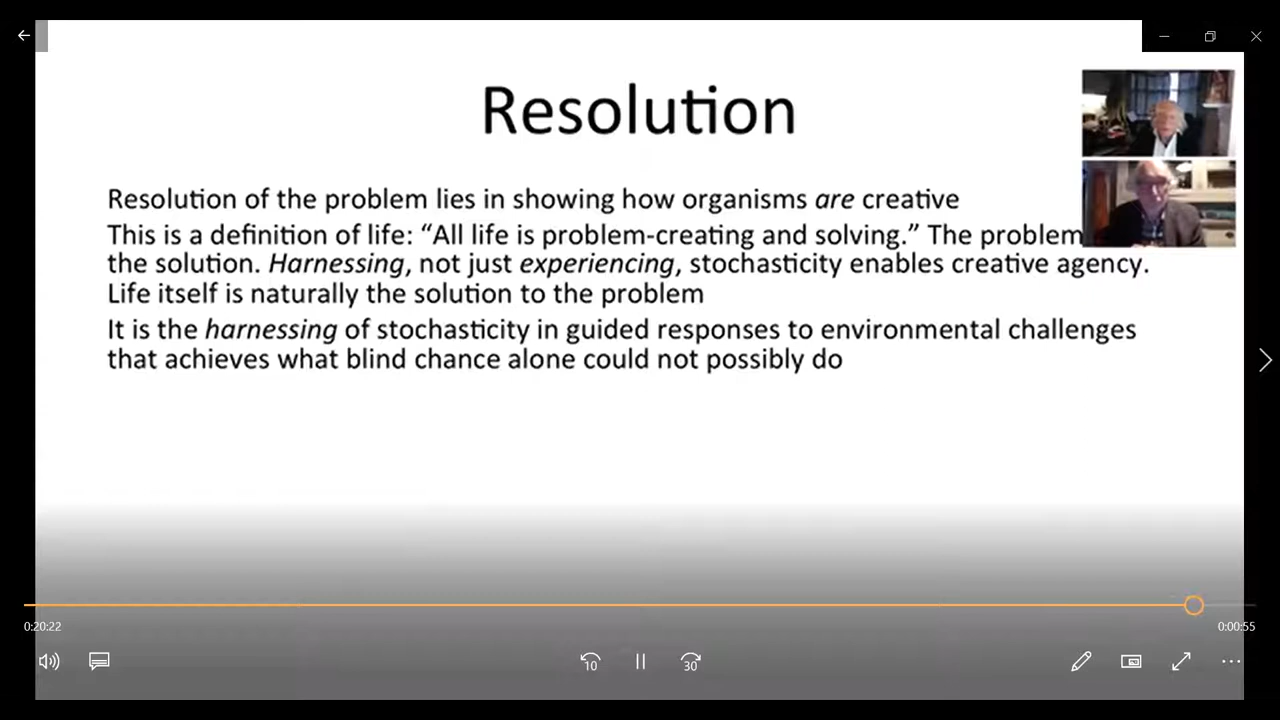 Resolution
Resolution of the problem lies in showing how organisms are creative
This is a definition of life: “All life is problem-creating and solving.” The problem
the solution. Harnessing, not just experiencing, stochasticity enables creative agency.
Life itself is naturally the solution to the problem
It is the harnessing of stochasticity in guided responses to environmental challenges
that achieves what blind chance alone could not possibly do
0:20:22
0:00:55
10
30